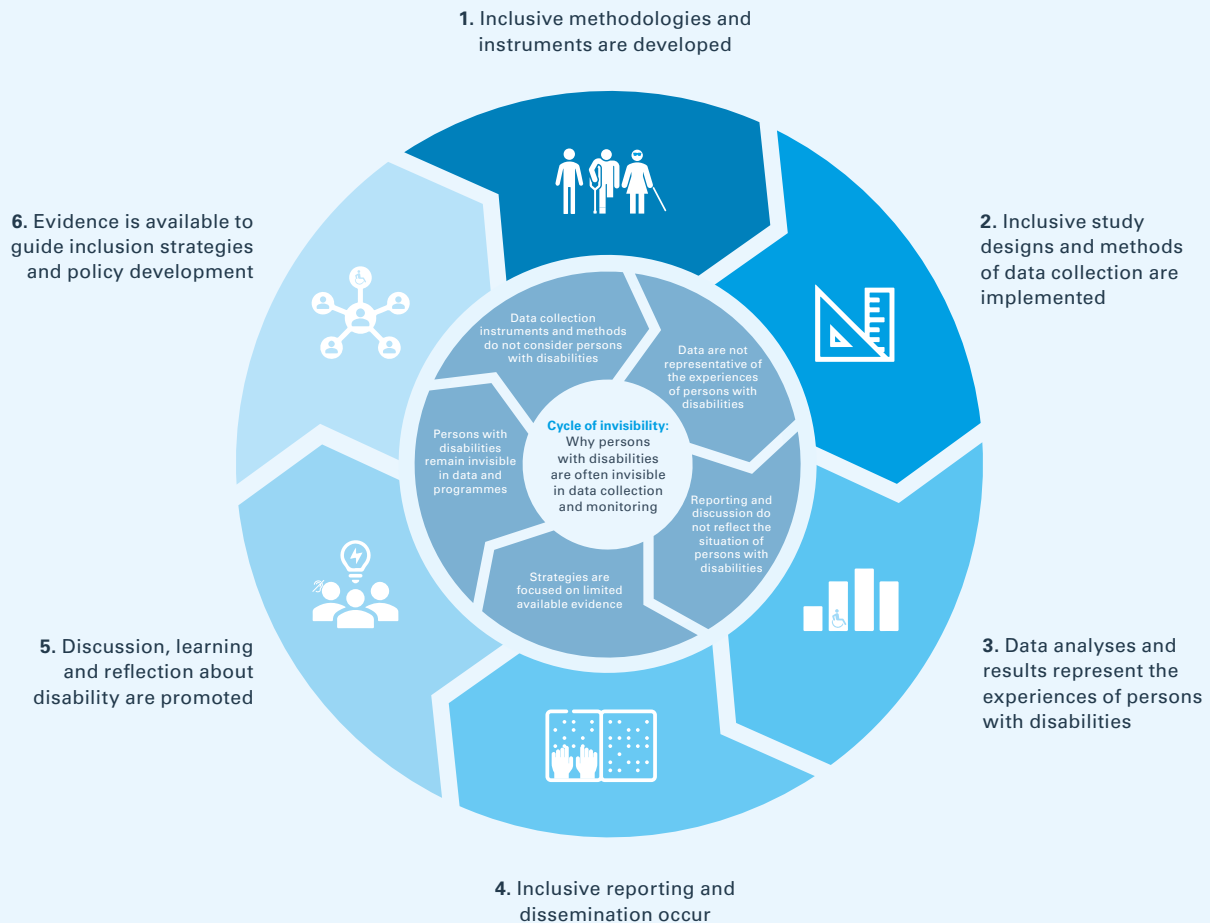 1. Inclusive methodologies and
instruments are developed
2. Inclusive study
designs and methods
of data collection are
implemented
3. Data analyses and
results represent the
experiences of persons
with disabilities
4. Inclusive reporting and
dissemination occur
5. Discussion, learning
and reflection about
disability are promoted
6. Evidence is available to
guide inclusion strategies
and policy development
Cycle of invisibility:
Why persons
with disabilities
are often invisible
in data collection
and monitoring
Data collection
instruments and methods
do not consider persons
with disabilities
Data are not
representative of
the experiences
of persons with
disabilities
Reporting and
discussion do
not reflect the
situation of
persons with
disabilities
Strategies are
focused on limited
available evidence
Persons with
disabilities
remain invisible
in data and
programmes